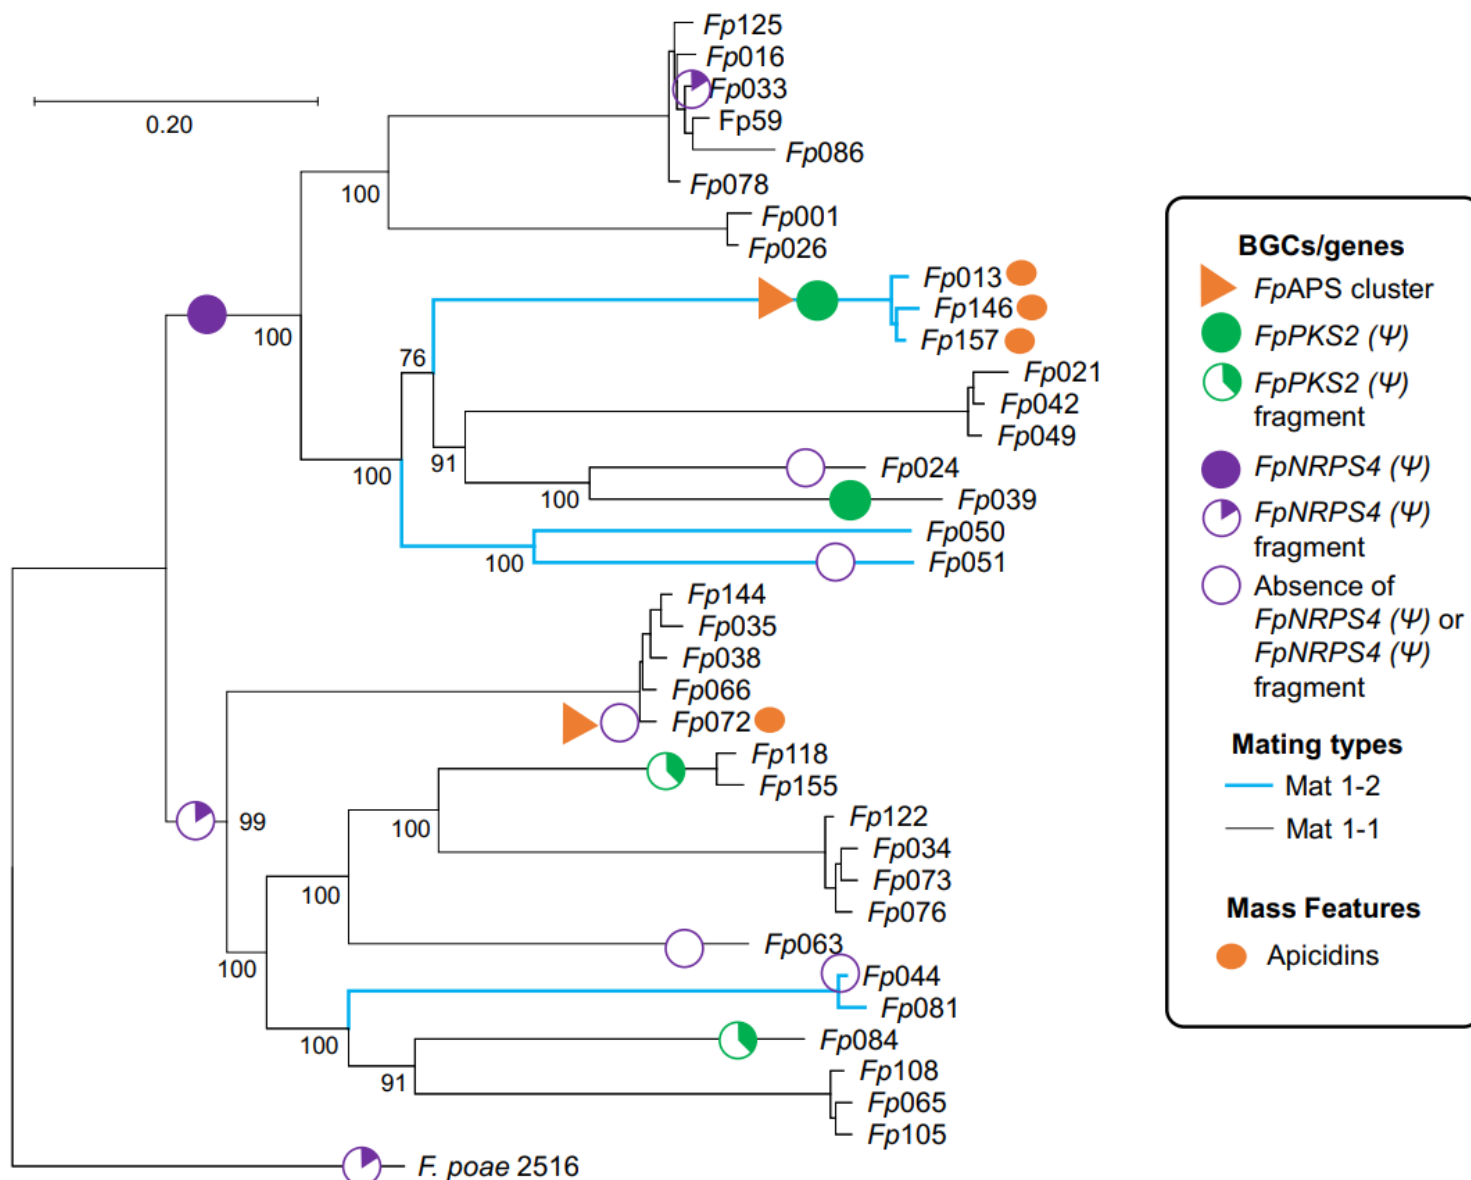 Fp125
Fp016
Fp033
0.20
Fp59
Fp086
100
Fp078
Fp001
Fp026
Fp013
Fp146
100
Fp157
76
Fp021
Fp042
Fp049
91
100
Fp024
100
Fp039
Fp050
100
Fp051
Fp144
Fp035
Fp038
Fp066
Fp072
Fp118
Fp155
99
100
Fp122
Fp034
Fp073
100
Fp076
Fp063
100
Fp044
Fp081
100
Fp084
91
Fp108
Fp065
Fp105
F. poae 2516
BGCs/genes
FpAPS cluster
FpPKS2 (Ψ)
FpPKS2 (Ψ)
fragment
FpNRPS4 (Ψ)
FpNRPS4 (Ψ)
fragment
Absence of
FpNRPS4 (Ψ) or
FpNRPS4 (Ψ)
fragment
Mating types
Mat 1-2
Mat 1-1
Mass Features
Apicidins